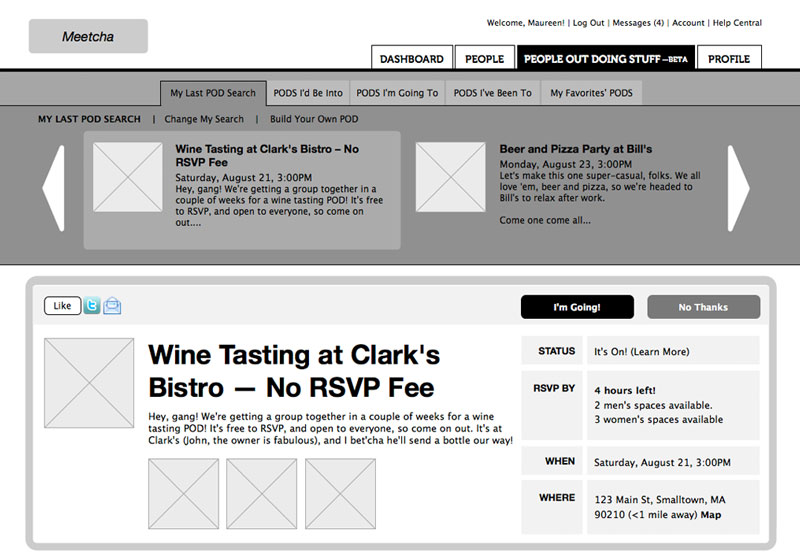 Meetcha
Welcome, Maureen! | Log Out | Messages (4) | Account | Help Central
DASHBOARD
PEOPLE
PEOPLE OUT DOING STUFF —BETA
PROFILE
My Last POD Search
PODS I'd Be Into
PODS I'm Going To
PODS I've Been To
My Favorites' PODS
MY LAST POD SEARCH | Change My Search | Build Your Own POD
Wine Tasting at Clark's Bistro – No
RSVP Fee
Saturday, August 21, 3:00PM
Hey, gang! We're getting a group together in a
couple of weeks for a wine tasting POD! It's free
to RSVP, and open to everyone, so come on
out....
Beer and Pizza Party at Bill's
Monday, August 23, 3:00PM
Let's make this one super-casual, folks. We all
love 'em, beer and pizza, so we're headed to
Bill's to relax after work.
Come one come all...
Like
I'm Going!
No Thanks
Wine Tasting at Clark's
Bistro — No RSVP Fee
Hey, gang! We're getting a group together in a couple of weeks for a wine
tasting POD! It's free to RSVP, and open to everyone, so come on out. It's at
Clark's (John, the owner is fabulous), and I bet'cha he'll send a bottle our way!
STATUS
It's On! (Learn More)
RSVP BY
4 hours left!
2 men's spaces available.
3 women's spaces available
WHEN
Saturday, August 21, 3:00PM
WHERE
123 Main St, Smalltown, MA
90210 (<1 mile away) Map